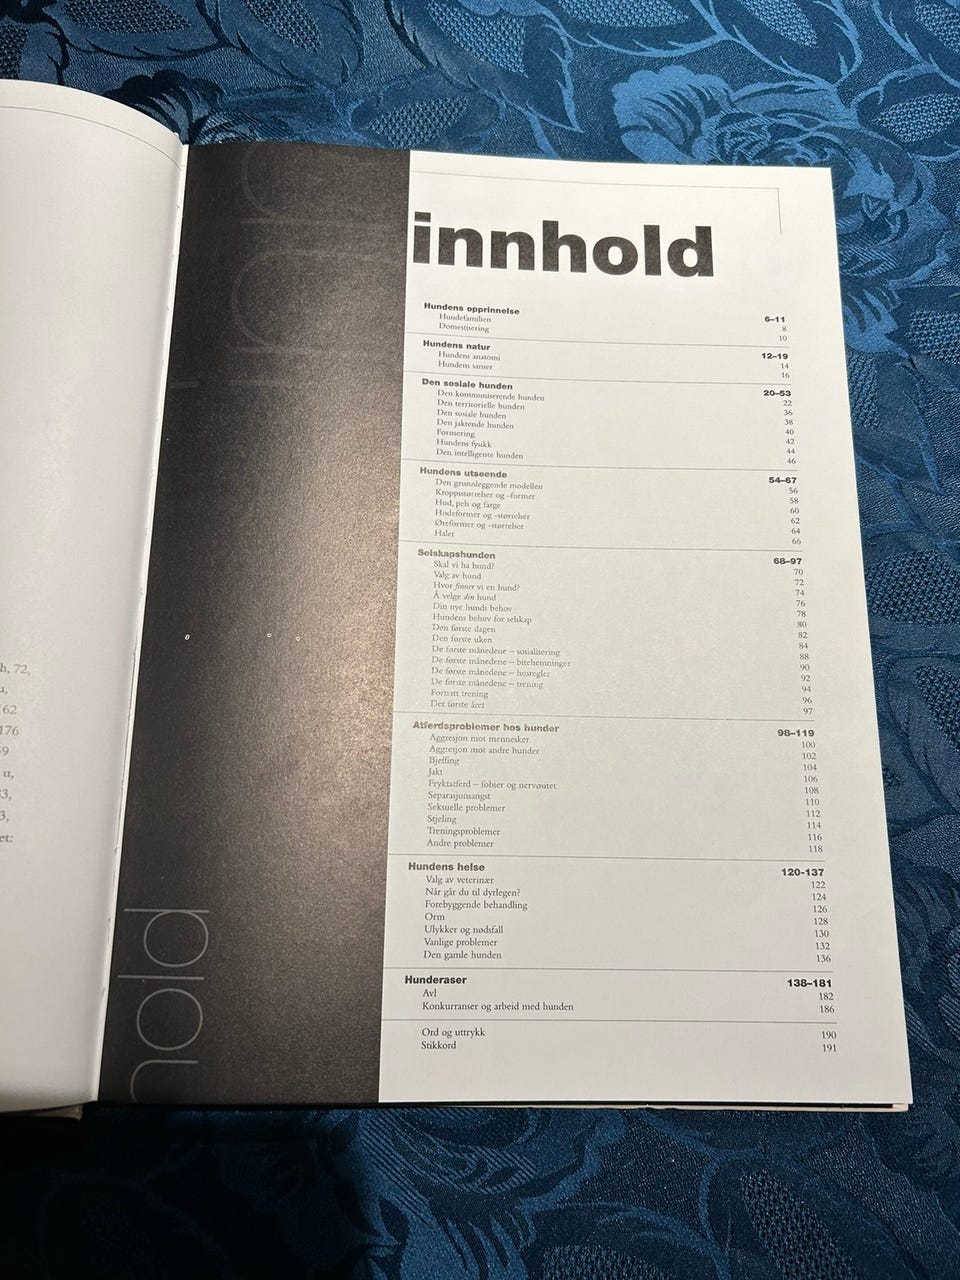 h, 72,
u,
62
176
59
u,
33,
3,
et:
innhold
Hundens opprinnelse 6–11
Hundefamilien 8
Domestisering 10
Hundens natur 12–19
Hundens anatomi 14
Hundens sanser 16
Den sosiale hunden 20–53
Den kommuniserende hunden 22
Den territorielle hunden 36
Den sosiale hunden 38
Den jaktende hunden 40
Formering 42
Hundens fysikk 44
Den intelligente hunden 46
Hundens utseende 54–67
Den grunnleggende modellen 56
Kroppsstørrelser og -former 58
Hud, pels og farge 60
Hodeformer og -størrelser 62
Øreformer og -størrelser 64
Haler 66
Selskapshunden 68–97
Skal vi ha hund? 70
Valg av hund 72
Hvor finner vi en hund? 74
Å velge din hund 76
Din nye hunds behov 78
Hundens behov for selskap 80
Den første dagen 82
Den første uken 84
De første månedene – sosialisering 88
De første månedene – bitehemninger 90
De første månedene – husregler 92
De første månedene – trening 94
Fortsatt trening 96
Det første året 97
Atferdsproblemer hos hunder 98–119
Aggresjon mot mennesker 100
Aggresjon mot andre hunder 102
Bjeffing 104
Jakt 106
Fryktatferd – fobier og nervøsitet 108
Separasjonsangst 110
Seksuelle problemer 112
Stjeling 114
Treningsproblemer 116
Andre problemer 118
Hundens helse 120-137
Valg av veterinær 122
Når går du til dyrlegen? 124
Forebyggende behandling 126
Orm 128
Ulykker og nødsfall 130
Vanlige problemer 132
Den gamle hunden 136
Hunderaser 138–181
Avl 182
Konkurranser og arbeid med hunden 186
Ord og uttrykk 190
Stikkord 191